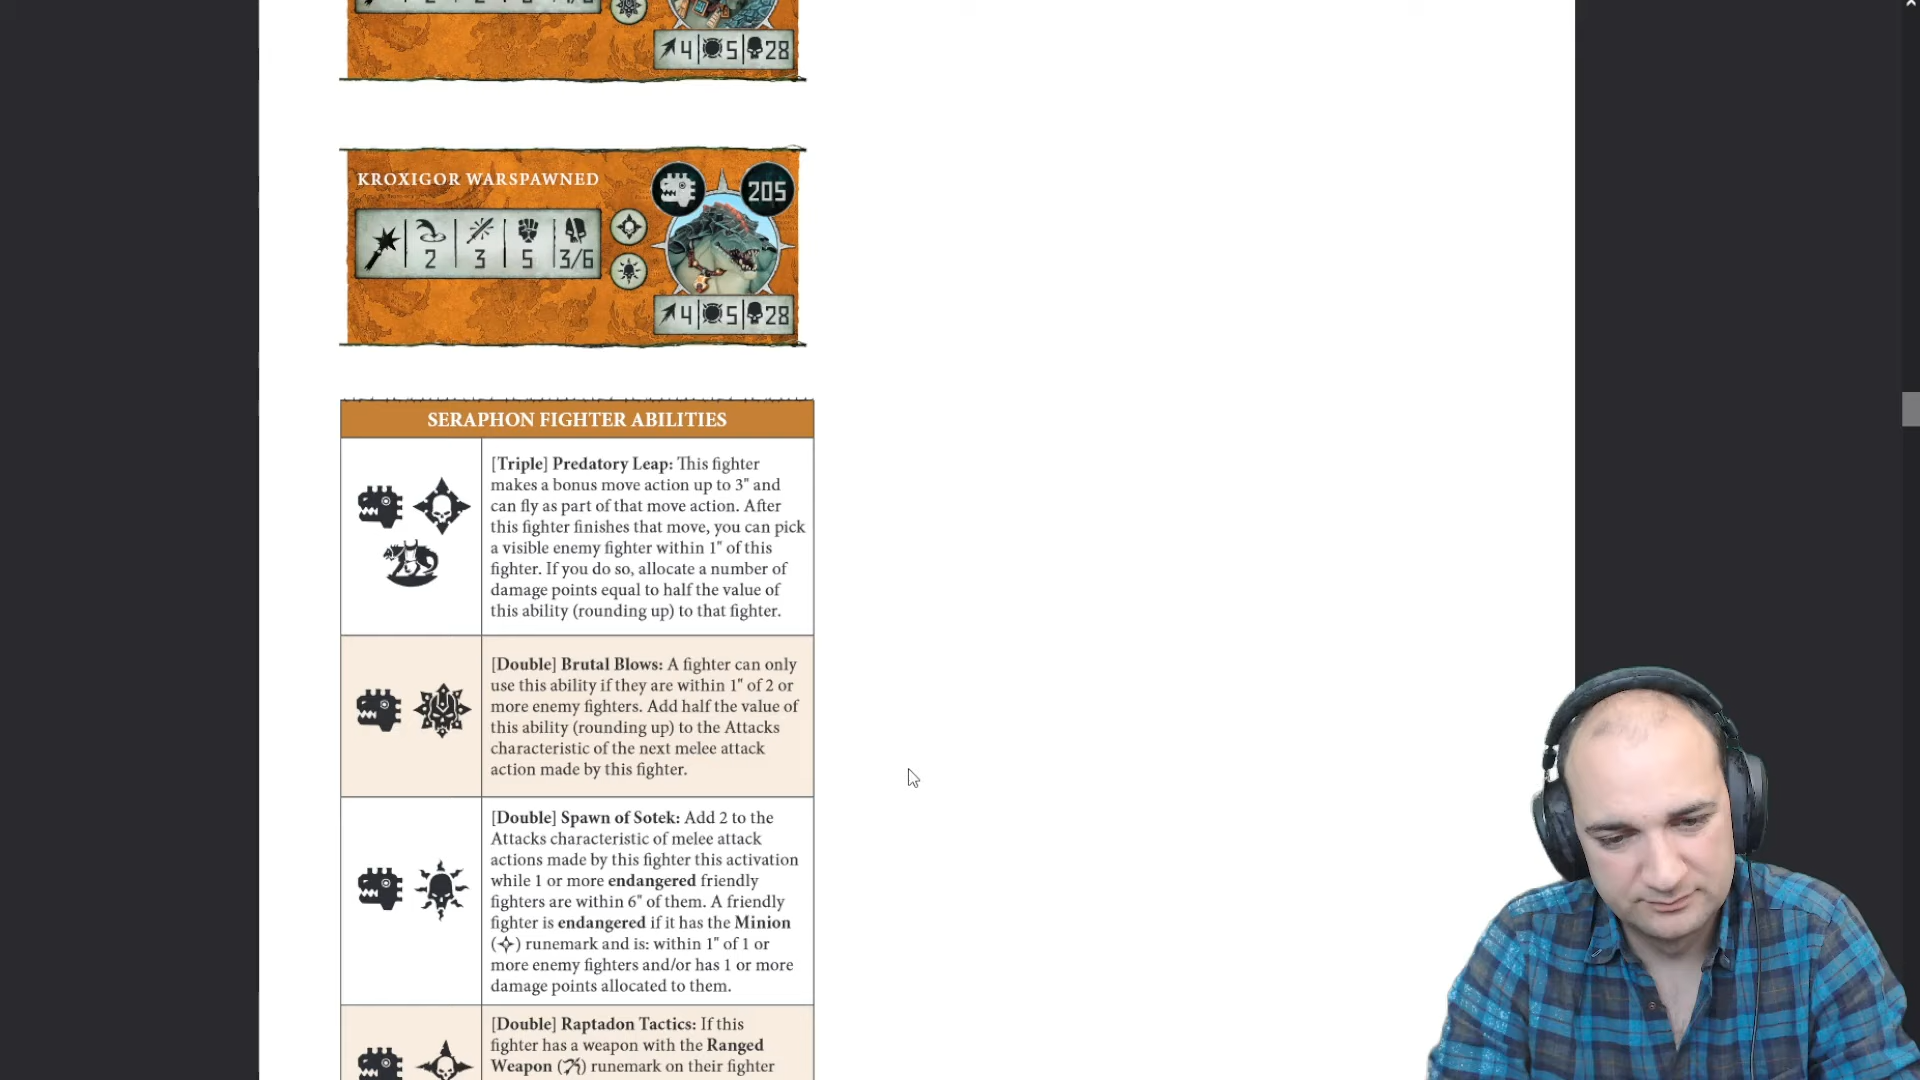 4 5 28
KROXIGOR WARSPAWNED
205
2 3 5 3/6
4 5 28
SERAPHON FIGHTER ABILITIES
[Triple] Predatory Leap: This fighter
makes a bonus move action up to 3" and
can fly as part of that move action. After
this fighter finishes that move, you can pick
a visible enemy fighter within 1" of this
fighter. If you do so, allocate a number of
damage points equal to half the value of
this ability (rounding up) to that fighter.
[Double] Brutal Blows: A fighter can only
use this ability if they are within 1" of 2 or
more enemy fighters. Add half the value of
this ability (rounding up) to the Attacks
characteristic of the next melee attack
action made by this fighter.
[Double] Spawn of Sotek: Add 2 to the
Attacks characteristic of melee attack
actions made by this fighter this activation
while 1 or more endangered friendly
fighters are within 6" of them. A friendly
fighter is endangered if it has the Minion
() runemark and is: within 1" of 1 or
more enemy fighters and/or has 1 or more
damage points allocated to them.
[Double] Raptadon Tactics: If this
fighter has a weapon with the Ranged
Weapon () runemark on their fighter